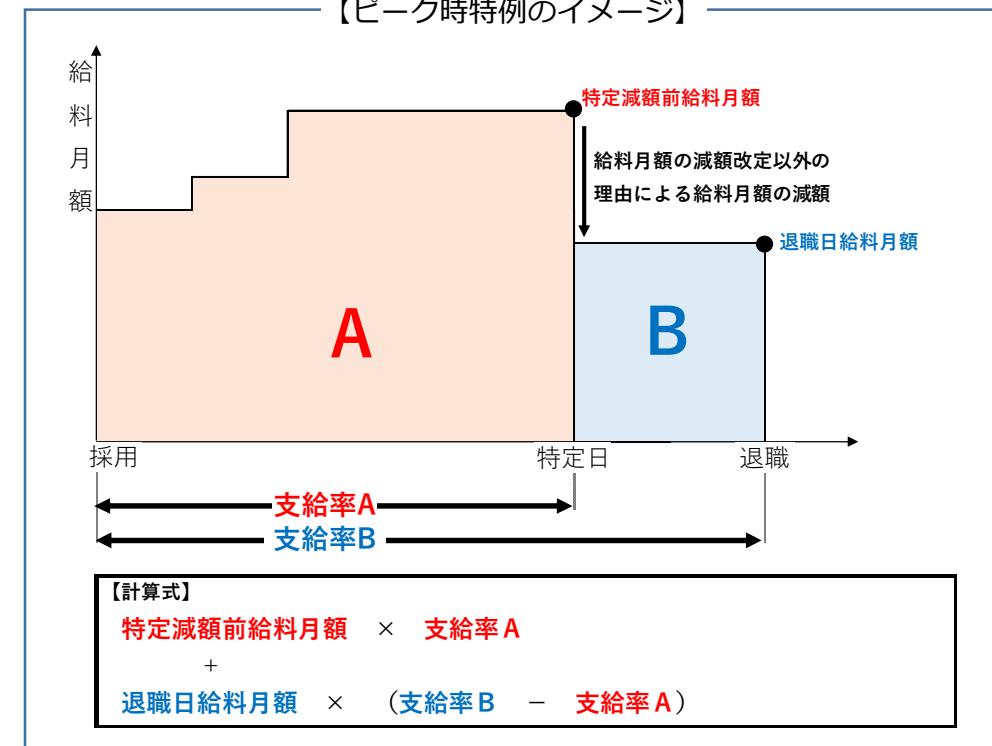 【ピーク時特例のイメージ】
給料月額
特定減額前給料月額
給料月額の減額改定以外の
理由による給料月額の減額
退職日給料月額
A
B
採用 特定日 退職
支給率A
支給率B
【計算式】
特定減額前給料月額 × 支給率A
+
退職日給料月額 × （支給率B － 支給率A）